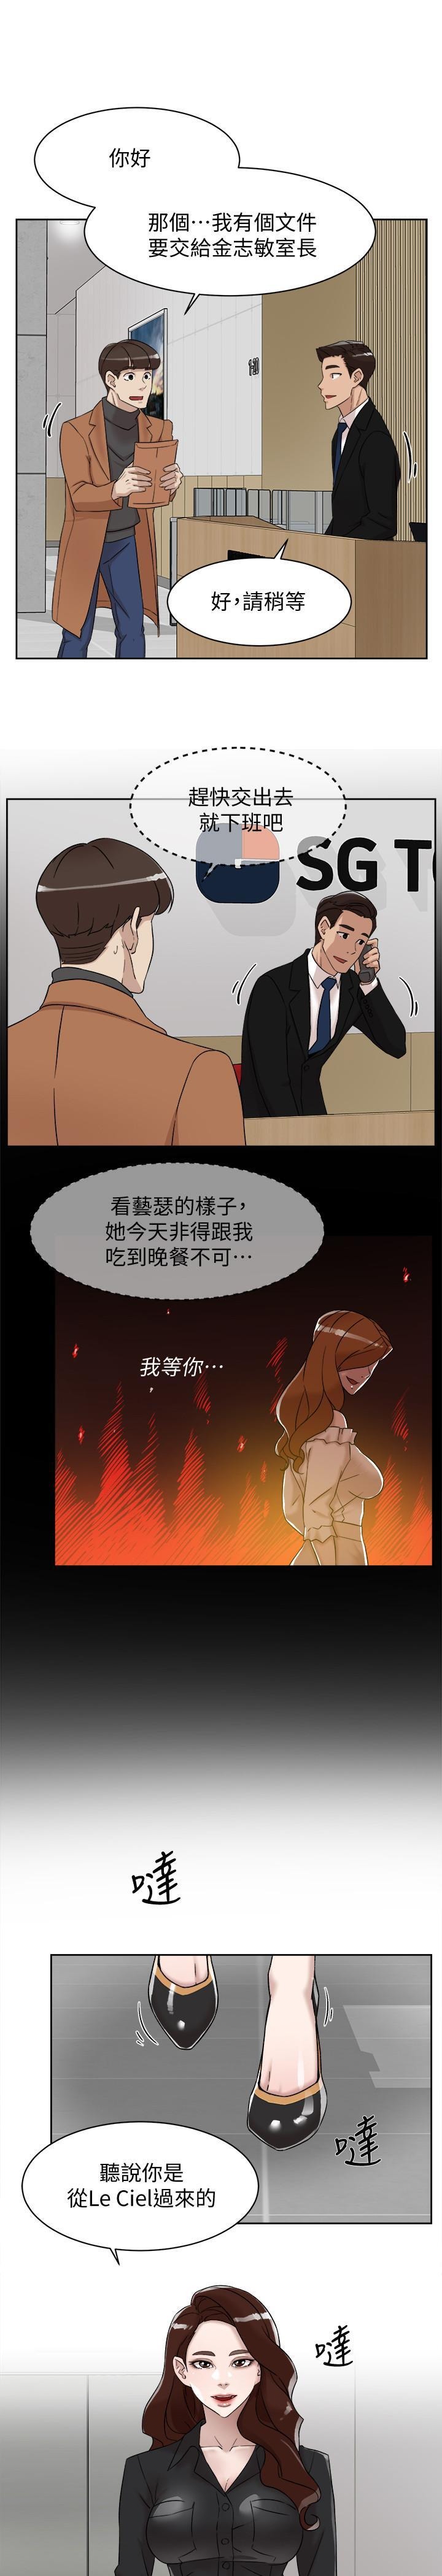 你好
那個…我有個文件
要交給金志敏室長
好，請稍等
趕快交出去
就下班吧
SG T
看藝瑟的樣子，
她今天非得跟我
吃到晚餐不可…
我等你…
噠
噠
聽說你是
從Le Ciel過來的
噠